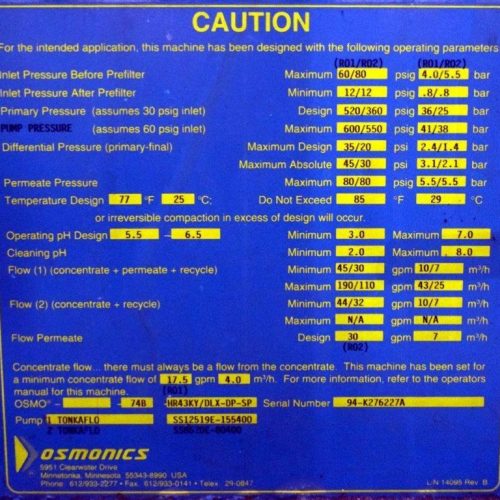 CAUTION
For the intended application, this machine has been designed with the following operating parameters
(RO1/RO2) (RO1/RO2)
Inlet Pressure Before Prefilter Maximum 60/80 psig 4.0/5.5 bar
Inlet Pressure After Prefilter Minimum 12/12 psig .8/.8 bar
Primary Pressure (assumes 30 psig inlet) Design 520/360 psig 36/25 bar
PUMP PRESSURE (assumes 60 psig inlet) Maximum 600/550 psig 41/38 bar
Differential Pressure (primary-final) Maximum Design 35/20 psi 2.4/1.4 bar
Maximum Absolute 45/30 psi 3.1/2.1 bar
Permeate Pressure Maximum 80/80 psig 5.5/5.5 bar
Temperature Design 77 °F 25 °C; Do Not Exceed 85 °F 29 °C;
or irreversible compaction in excess of design will occur.
Operating pH Design 5.5 – 6.5 Minimum 3.0 Maximum 7.0
Cleaning pH Minimum 2.0 Maximum 8.0
Flow (1) (concentrate + permeate + recycle) Minimum 45/30 gpm 10/7 m³/h
Maximum 190/110 gpm 43/25 m³/h
Flow (2) (concentrate + recycle) Minimum 44/32 gpm 10/7 m³/h
Maximum N/A gpm N/A m³/h
Flow Permeate Design 30 gpm 7 m³/h
(RO2)
Concentrate flow... there must always be a flow from the concentrate. This machine has been set for
a minimum concentrate flow of 17.5 gpm 4.0 m³/h. For more information, refer to the operators
manual for this machine. (RO1)
OSMO® - - 74B -HR43KY/DLX-DP-SP Serial Number 94-K276227A
Pump 1 TONKAFLO SS12519E-155400
2 TONKAFLO
OSMONICS
5951 Clearwater Drive
Minnetonka, Minnesota 55343-8990 USA
Phone 612/933-2277 • Fax 612/933-0141 • Telex 29-0847
L/N 14095 Rev. B